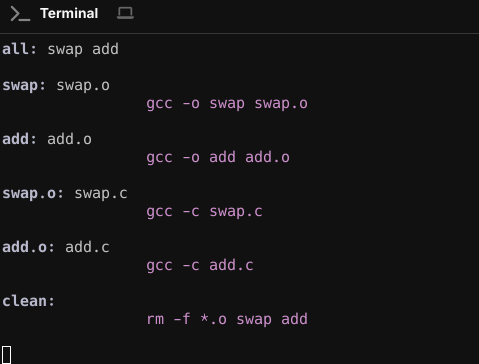 >_ Terminal
all: swap add
swap: swap.o
gcc -o swap swap.o
add: add.o
gcc -o add add.o
swap.o: swap.c
gcc -c swap.c
add.o: add.c
gcc -c add.c
clean:
rm -f *.o swap add